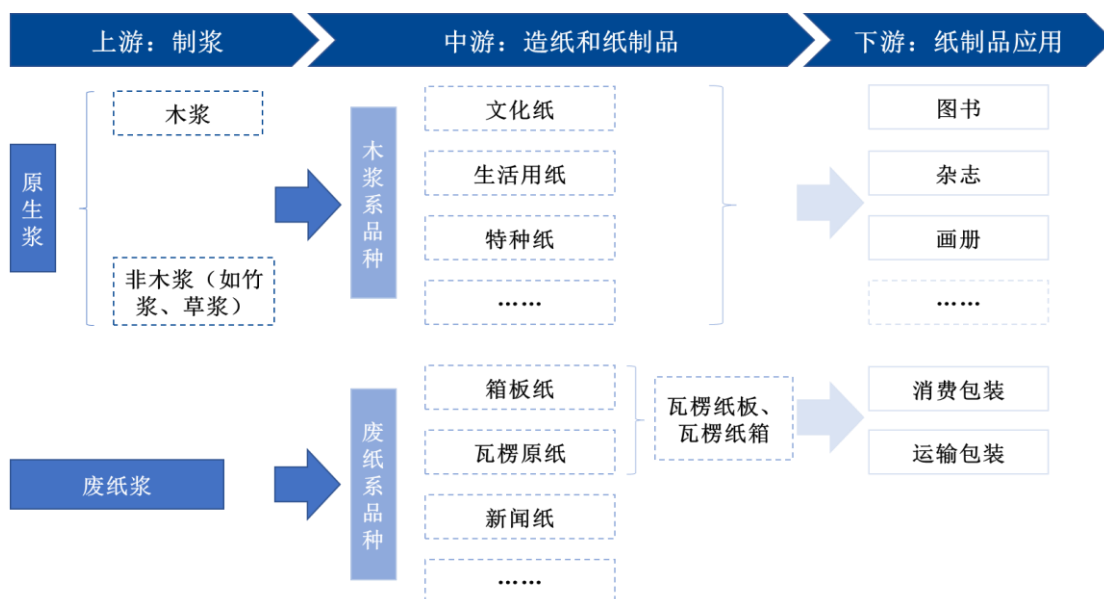 上游：制浆
中游：造纸和纸制品
下游：纸制品应用
原生浆
木浆
非木浆（如竹
浆、草浆）
木浆系品种
文化纸
生活用纸
特种纸
……
图书
杂志
画册
……
废纸浆
废纸系品种
箱板纸
瓦楞原纸
新闻纸
……
瓦楞纸板、
瓦楞纸箱
消费包装
运输包装